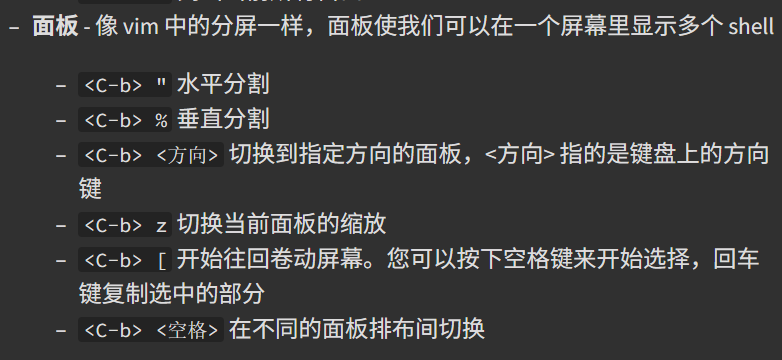 – 面板 - 像 vim 中的分屏一样，面板使我们可以在一个屏幕里显示多个 shell
– <C-b> " 水平分割
– <C-b> % 垂直分割
– <C-b> <方向> 切换到指定方向的面板，<方向> 指的是键盘上的方向
键
– <C-b> z 切换当前面板的缩放
– <C-b> [ 开始往回卷动屏幕。您可以按下空格键来开始选择，回车
键复制选中的部分
– <C-b> <空格> 在不同的面板排布间切换